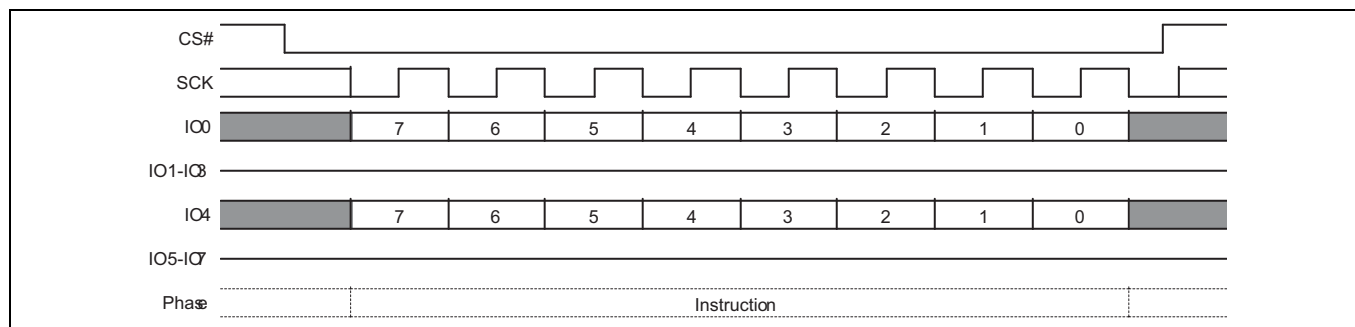 CS#
SCK
IO0 7 6 5 4 3 2 1 0
IO1-IO3
IO4 7 6 5 4 3 2 1 0
IO5-IO7
Phase Instruction